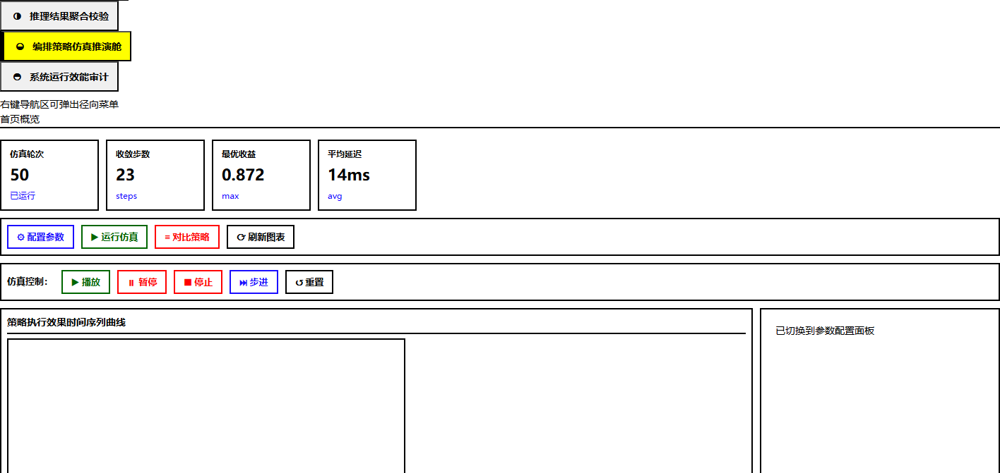 ◑ 推理结果聚合校验
◒ 编排策略仿真推演舱
◓ 系统运行效能审计
右键导航区可弹出径向菜单
首页概览
仿真轮次 收敛步数 最优收益 平均延迟
50 23 0.872 14ms
已运行 steps max avg
⚙ 配置参数 ▶ 运行仿真 ≡ 对比策略 ⟳ 刷新图表
仿真控制： ▶ 播放 ⏸ 暂停 ■ 停止 ⏭ 步进 ↺ 重置
策略执行效果时间序列曲线
已切换到参数配置面板